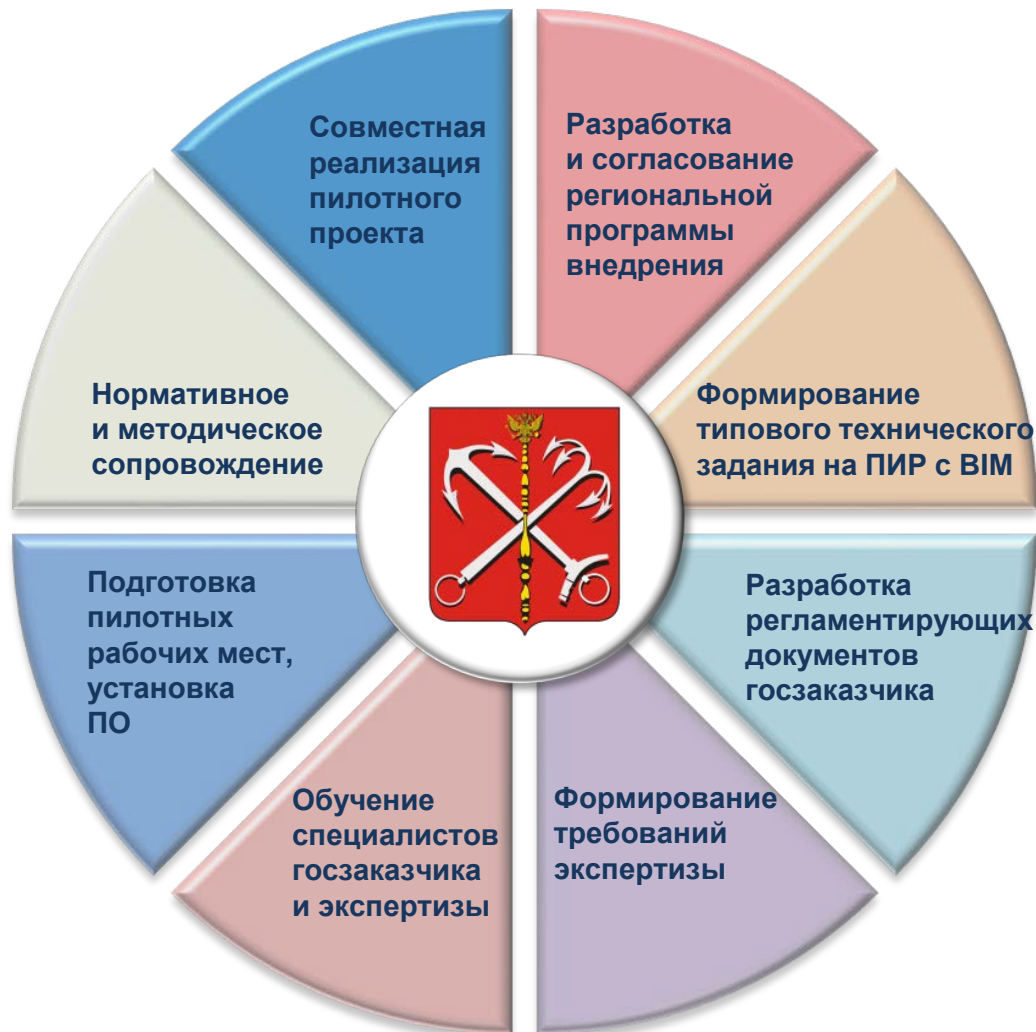 Совместная
реализация
пилотного
проекта
Разработка
и согласование
региональной
программы
внедрения
Формирование
типового технического
задания на ПИР с BIM
Разработка
регламентирующих
документов
госзаказчика
Формирование
требований
экспертизы
Обучение
специалистов
госзаказчика
и экспертизы
Подготовка
пилотных
рабочих мест,
установка
ПО
Нормативное
и методическое
сопровождение